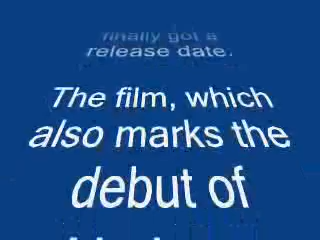 finally got a
release date.
The film, which
also marks the
debut of